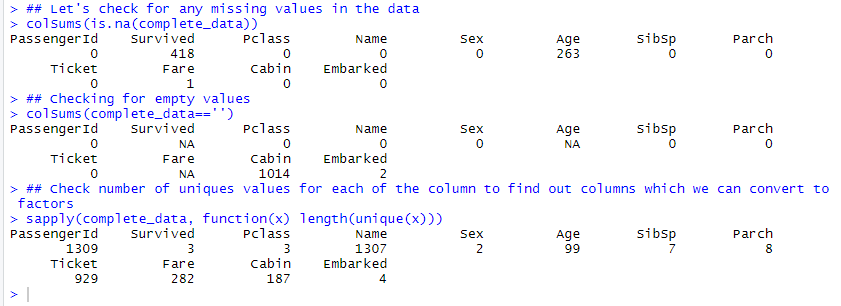 > ## Let's check for any missing values in the data
> colSums(is.na(complete_data))
PassengerId Survived Pclass Name Sex Age SibSp Parch
0 418 0 0 0 263 0 0
Ticket Fare Cabin Embarked
0 1 0 0
> ## Checking for empty values
> colSums(complete_data=='')
PassengerId Survived Pclass Name Sex Age SibSp Parch
0 NA 0 0 0 NA 0 0
Ticket Fare Cabin Embarked
0 NA 1014 2
> ## Check number of uniques values for each of the column to find out columns which we can convert to
factors
> sapply(complete_data, function(x) length(unique(x)))
PassengerId Survived Pclass Name Sex Age SibSp Parch
1309 3 3 1307 2 99 7 8
Ticket Fare Cabin Embarked
929 282 187 4
>